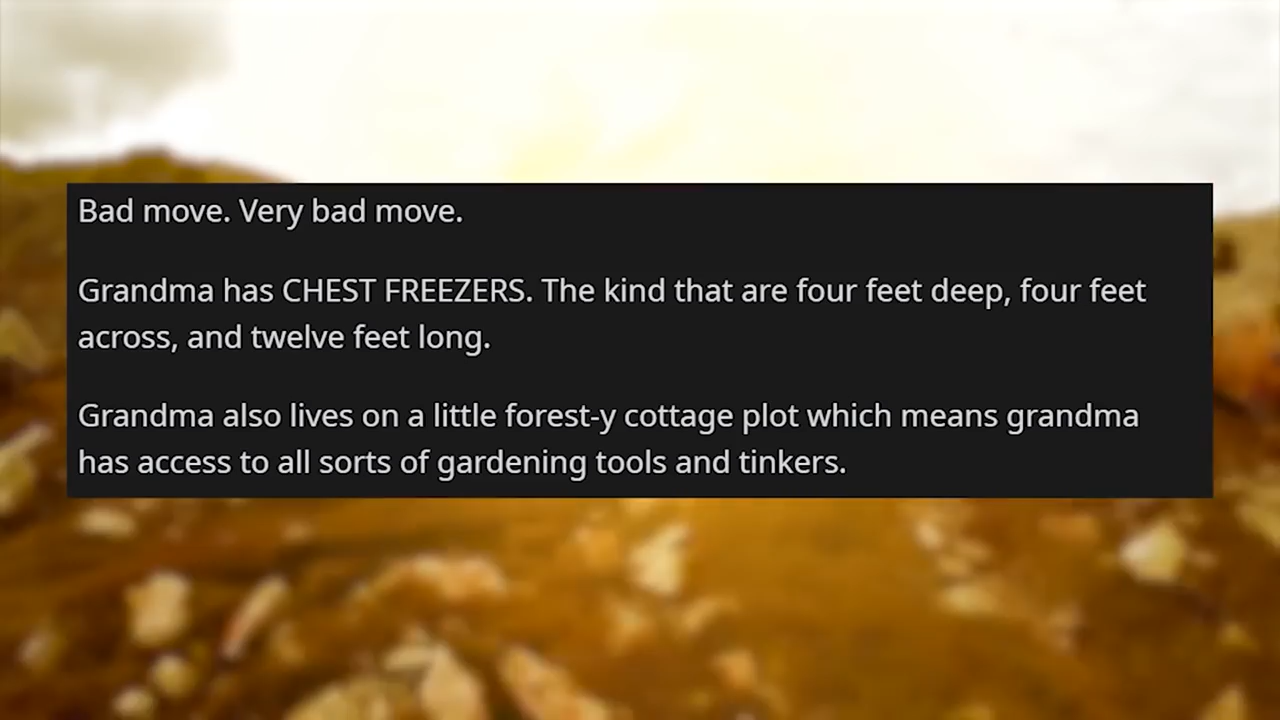 Bad move. Very bad move.
Grandma has CHEST FREEZERS. The kind that are four feet deep, four feet
across, and twelve feet long.
Grandma also lives on a little forest-y cottage plot which means grandma
has access to all sorts of gardening tools and tinkers.